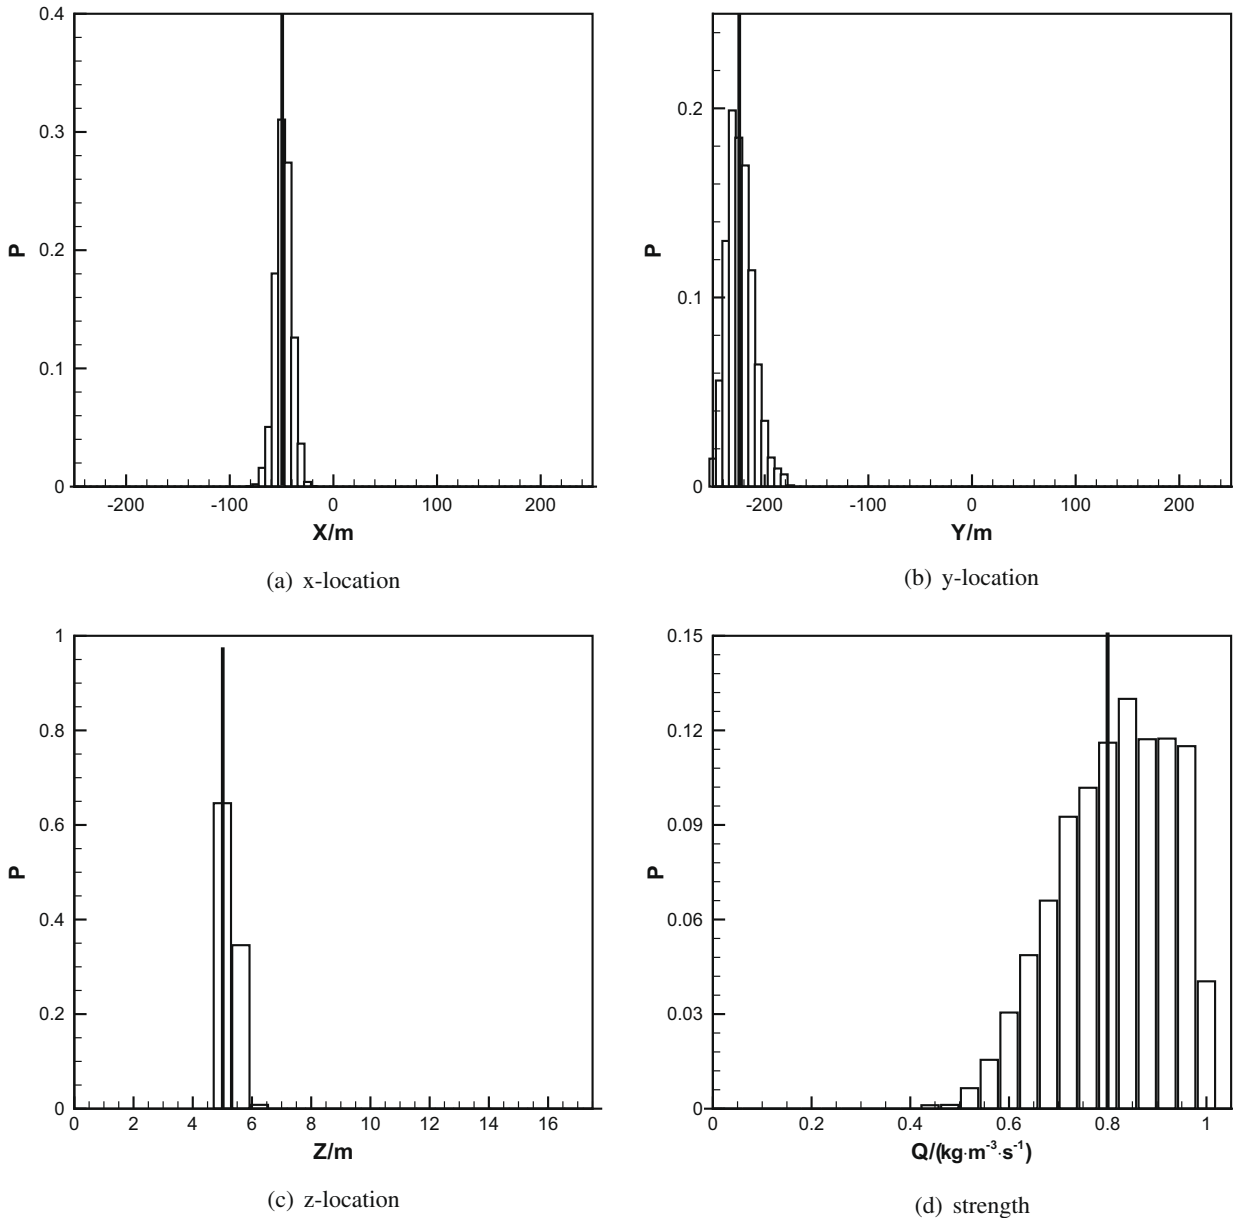 0.4
0.3
0.2
0.1
0
P
-200 -100 0 100 200
X/m
(a) x-location
0.2
0.1
0
P
-200 -100 0 100 200
Y/m
(b) y-location
1
0.8
0.6
0.4
0.2
0
P
0 2 4 6 8 10 12 14 16
Z/m
(c) z-location
0.15
0.12
0.09
0.06
0.03
0
P
0 0.2 0.4 0.6 0.8 1
Q/(kg·m⁻³·s⁻¹)
(d) strength